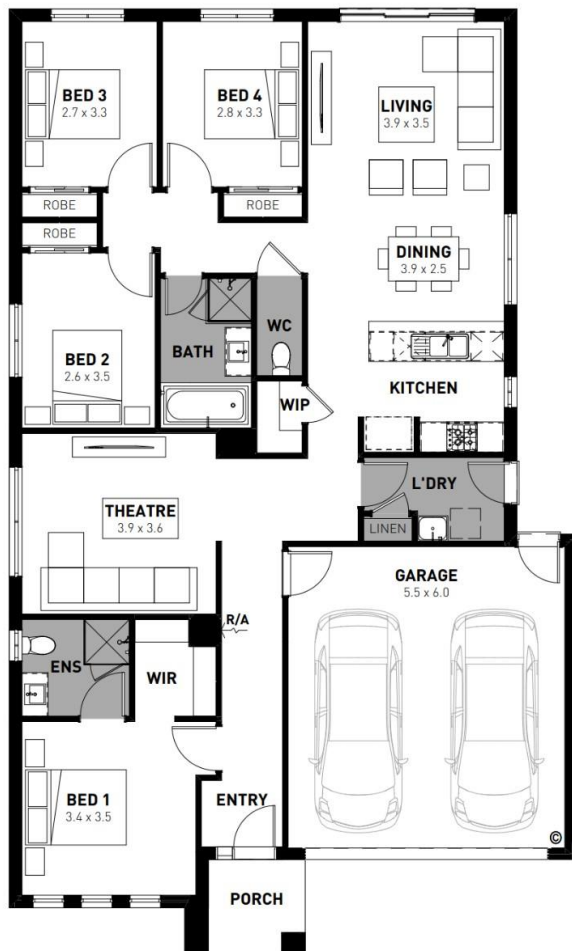 BED 3
2.7 x 3.3
BED 4
2.8 x 3.3
LIVING
3.9 x 3.5
ROBE
ROBE
ROBE
DINING
3.9 x 2.5
BATH
WC
BED 2
2.6 x 3.5
KITCHEN
WIP
L'DRY
THEATRE
3.9 x 3.6
LINEN
GARAGE
5.5 x 6.0
R/A
ENS
WIR
BED 1
3.4 x 3.5
ENTRY
©
PORCH